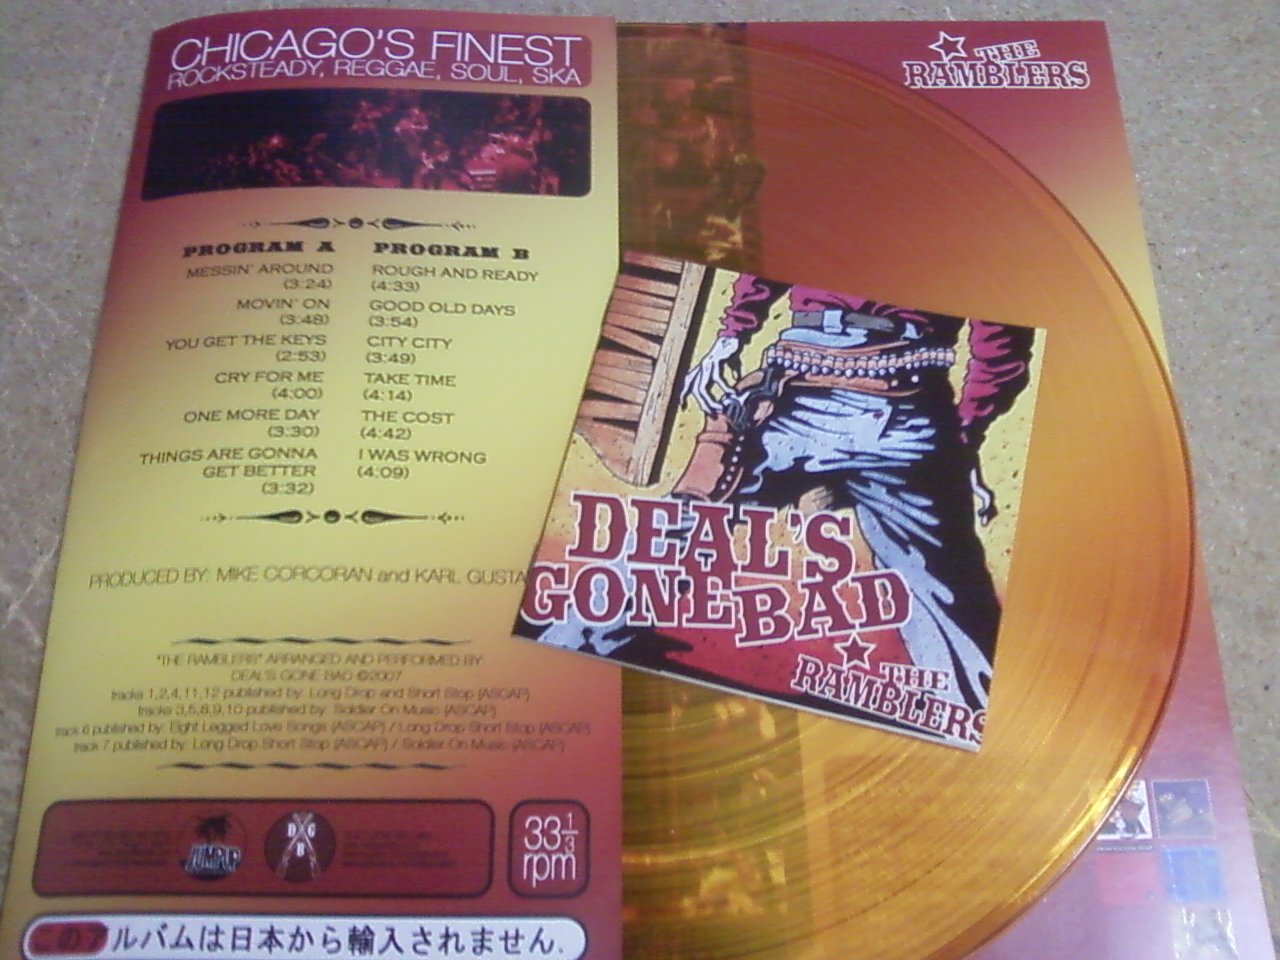 CHICAGO'S FINEST
ROCKSTEADY, REGGAE, SOUL, SKA
PROGRAM A
MESSIN' AROUND
(3:24)
MOVIN' ON
(3:48)
YOU GET THE KEYS
(2:53)
CRY FOR ME
(4:00)
ONE MORE DAY
(3:30)
THINGS ARE GONNA
GET BETTER
(3:32)
PROGRAM B
ROUGH AND READY
(4:33)
GOOD OLD DAYS
(3:54)
CITY CITY
(3:49)
TAKE TIME
(4:14)
THE COST
(4:42)
I WAS WRONG
(4:09)
PRODUCED BY: MIKE CORCORAN and KARL GUSTA
"THE RAMBLERS" ARRANGED AND PERFORMED BY
DEAL'S GONE BAD ©2007
tracks 1,2,4,11,12 published by: Long Drop and Short Stop (ASCAP)
tracks 3,5,8,9,10 published by: Soldier On Music (ASCAP)
track 6 published by: Eight Legged Love Songs (ASCAP) / Long Drop Short Stop (ASCAP)
track 7 published by: Long Drop Short Stop (ASCAP) / Soldier On Music (ASCAP)
JUMP UP
D G
B
33 1/3
rpm
このアルバムは日本から輸入されません.
THE
RAMBLERS
DEAL'S
GONE BAD
THE
RAMBLERS